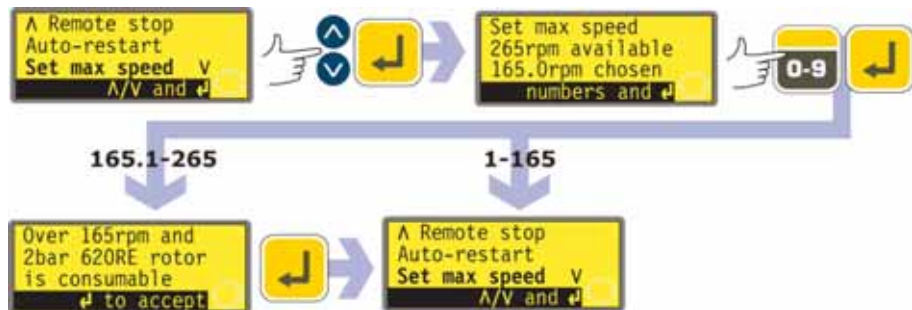 Λ Remote stop
Auto-restart
Set max speed V
Λ/V and ↵
Set max speed
265rpm available
165.0rpm chosen
numbers and ↵
0-9
165.1-265
1-165
Over 165rpm and
2bar 620RE rotor
is consumable
↵ to accept
Λ Remote stop
Auto-restart
Set max speed V
Λ/V and ↵